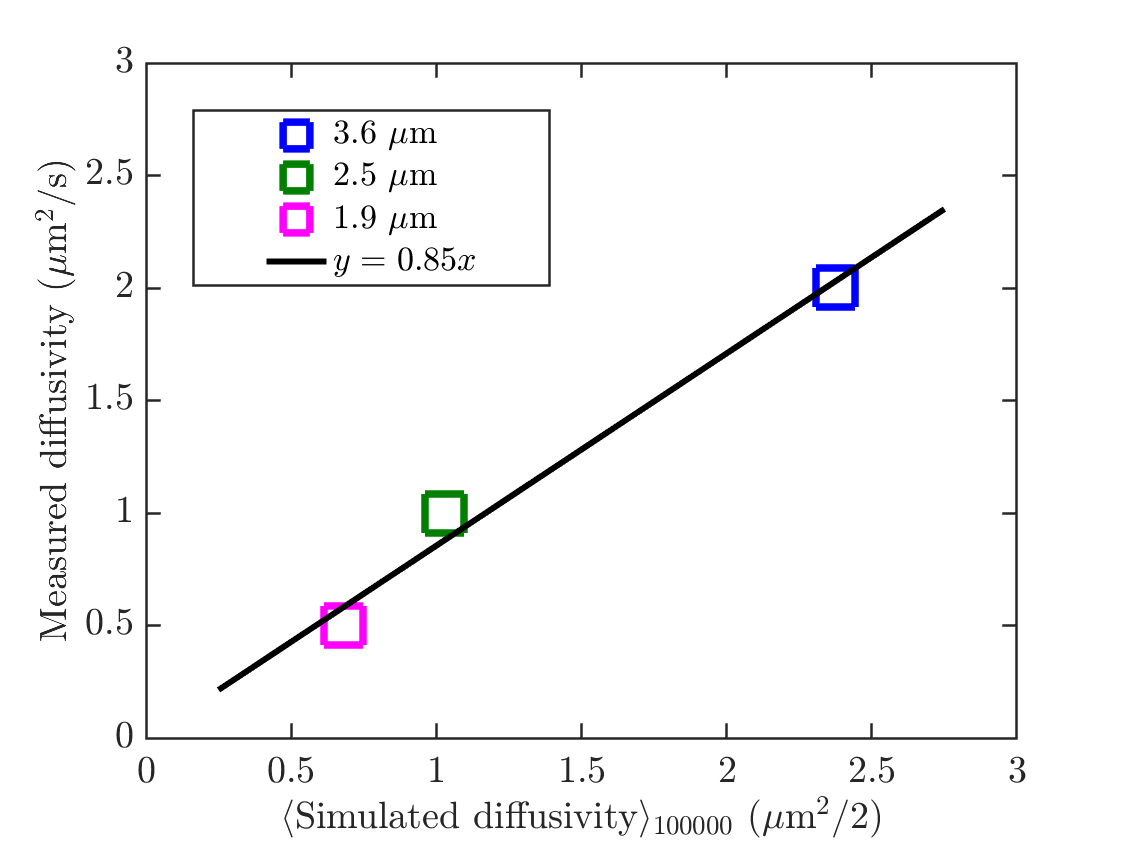 3
2.5
2
1.5
1
0.5
0
0 0.5 1 1.5 2 2.5 3
Measured diffusivity (μm²/s)
3.6 μm
2.5 μm
1.9 μm
y = 0.85x
⟨Simulated diffusivity⟩₁₀₀₀₀₀ (μm²/2)